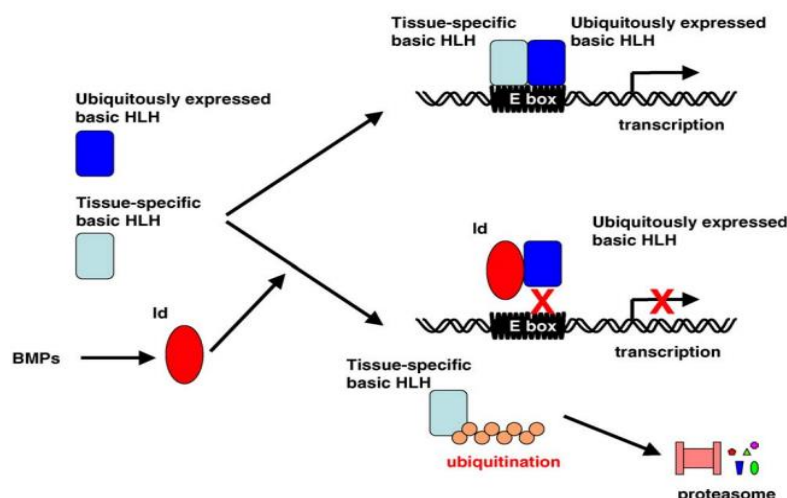 Tissue-specific
basic HLH
Ubiquitously expressed
basic HLH
E box
transcription
Ubiquitously expressed
basic HLH
Tissue-specific
basic HLH
Id
BMPs
Id
Ubiquitously expressed
basic HLH
X
X
E box
transcription
Tissue-specific
basic HLH
ubiquitination
proteasome